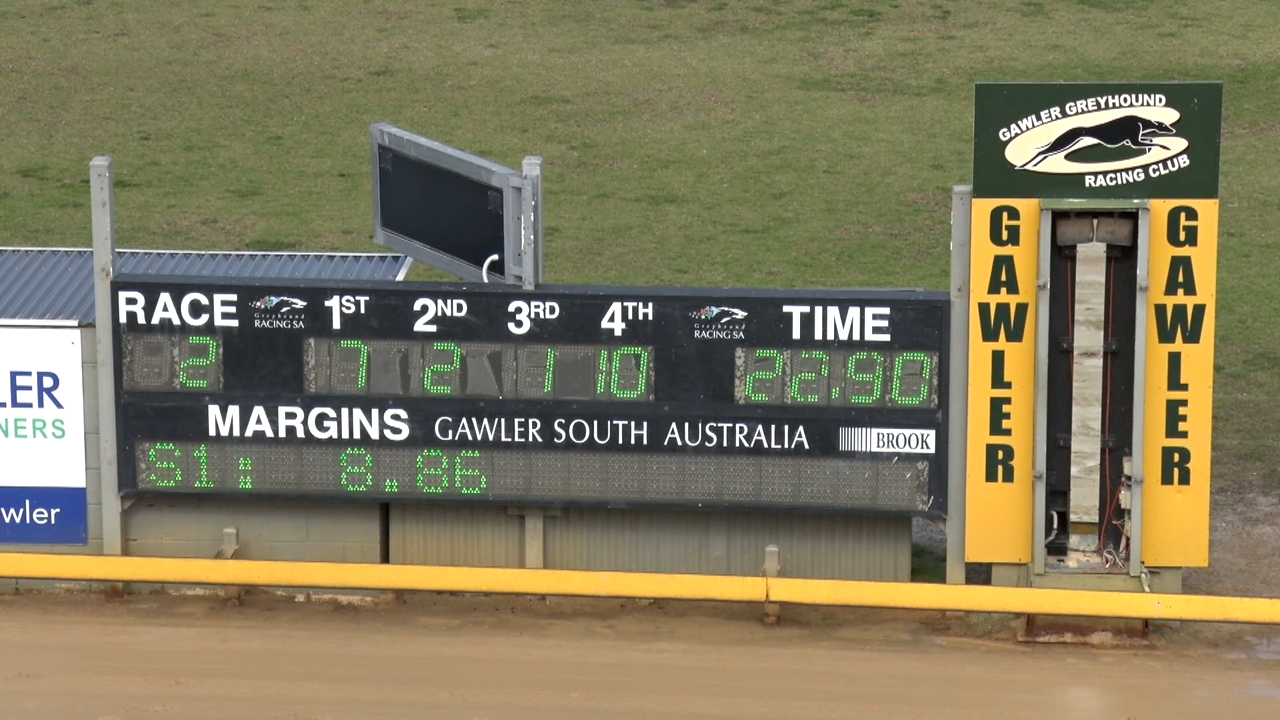 GAWLER GREYHOUND
RACING CLUB
GAWLER
GAWLER
RACE
Greyhound
RACING SA
1ST
2ND
3RD
4TH
Greyhound
RACING SA
TIME
2
7
2
1
10
22.90
MARGINS
GAWLER SOUTH AUSTRALIA
BROOK
S1: 8.86
LER
NERS
wler